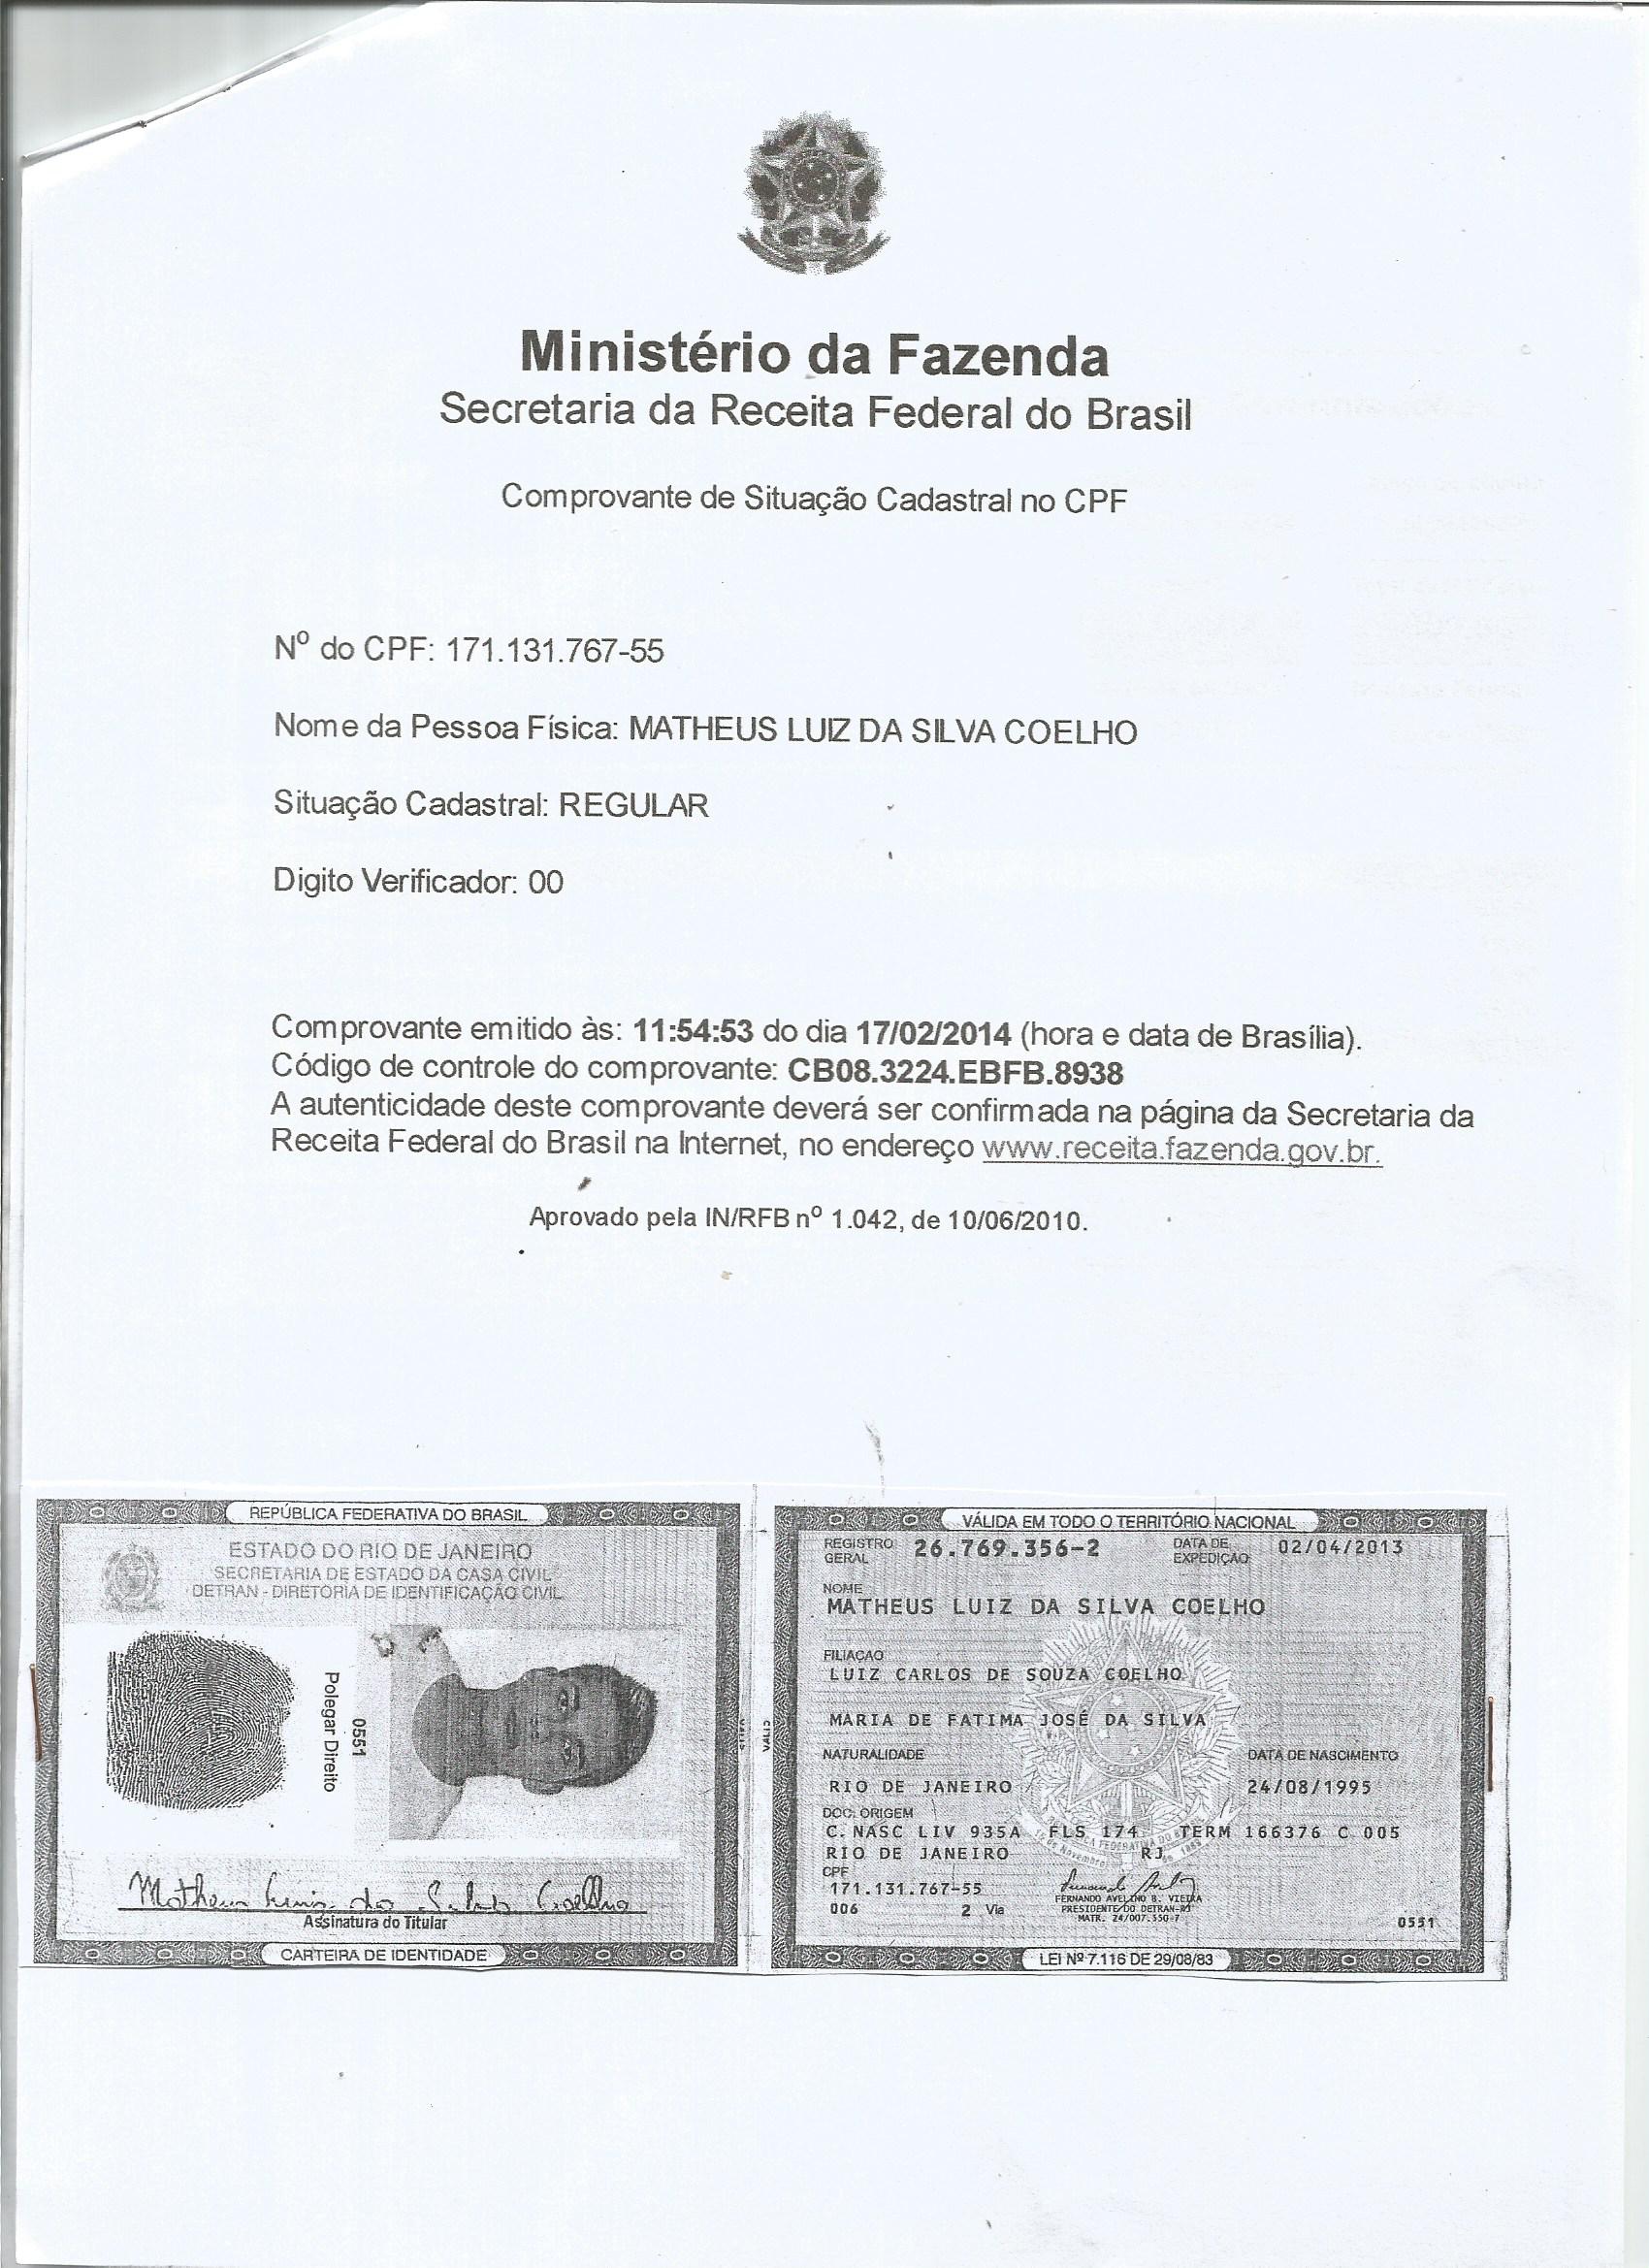 Ministério da Fazenda
Secretaria da Receita Federal do Brasil
Comprovante de Situação Cadastral no CPF
Nº do CPF: 171.131.767-55
Nome da Pessoa Física: MATHEUS LUIZ DA SILVA COELHO
Situação Cadastral: REGULAR
Digito Verificador: 00
Comprovante emitido às: 11:54:53 do dia 17/02/2014 (hora e data de Brasília).
Código de controle do comprovante: CB08.3224.EBFB.8938
A autenticidade deste comprovante deverá ser confirmada na página da Secretaria da
Receita Federal do Brasil na Internet, no endereço www.receita.fazenda.gov.br.
Aprovado pela IN/RFB nº 1.042, de 10/06/2010.
REPÚBLICA FEDERATIVA DO BRASIL
ESTADO DO RIO DE JANEIRO
SECRETARIA DE ESTADO DA CASA CIVIL
DETRAN - DIRETORIA DE IDENTIFICAÇÃO CIVIL
0551
Polegar Direito
Matheus Luiz da Silva Coelho
Assinatura do Titular
CARTEIRA DE IDENTIDADE
VÁLIDA EM TODO O TERRITÓRIO NACIONAL
REGISTRO GERAL 26.769.356-2 DATA DE EXPEDIÇÃO 02/04/2013
NOME
MATHEUS LUIZ DA SILVA COELHO
FILIAÇÃO
LUIZ CARLOS DE SOUZA COELHO
MARIA DE FATIMA JOSÉ DA SILVA
NATURALIDADE DATA DE NASCIMENTO
RIO DE JANEIRO 24/08/1995
DOC. ORIGEM
C. NASC LIV 935A FLS 174 TERM 166376 C 005
RIO DE JANEIRO RJ
CPF
171.131.767-55
006 2 Via
FERNANDO AVELINO B. VIEIRA
PRESIDENTE DO DETRAN-RJ
MATR. 24/007.550-7
0551
LEI Nº 7.116 DE 29/08/83